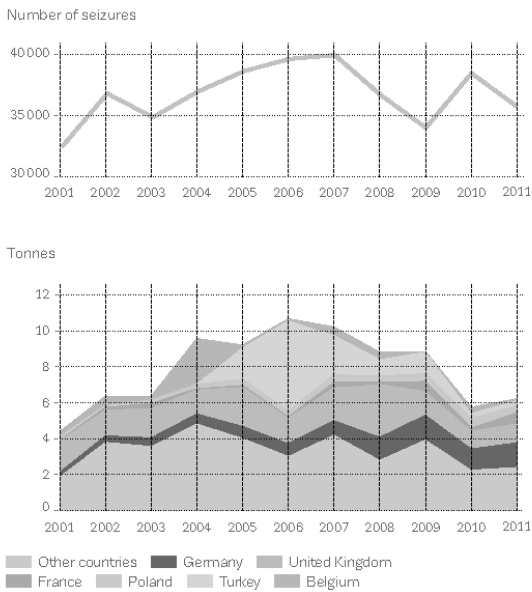 Number of seizures
40 000
35 000
30 000
2001 2002 2003 2004 2005 2006 2007 2008 2009 2010 2011
Tonnes
12
10
8
6
4
2
0
2001 2002 2003 2004 2005 2006 2007 2008 2009 2010 2011
Other countries Germany United Kingdom
France Poland Turkey Belgium